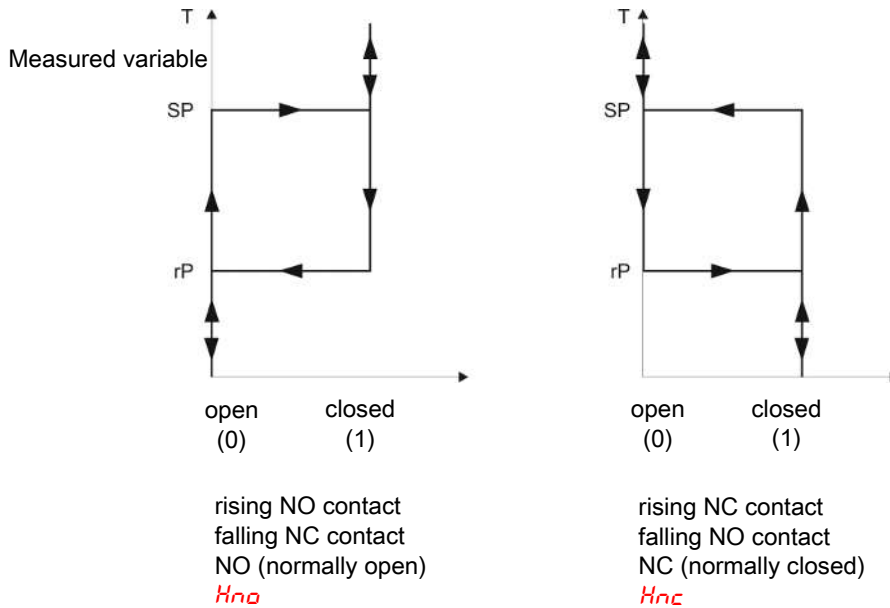 T
Measured variable
SP
rP
open
(0)
closed
(1)
rising NO contact
falling NC contact
NO (normally open)
Hno
T
SP
rP
open
(0)
closed
(1)
rising NC contact
falling NO contact
NC (normally closed)
Hnc